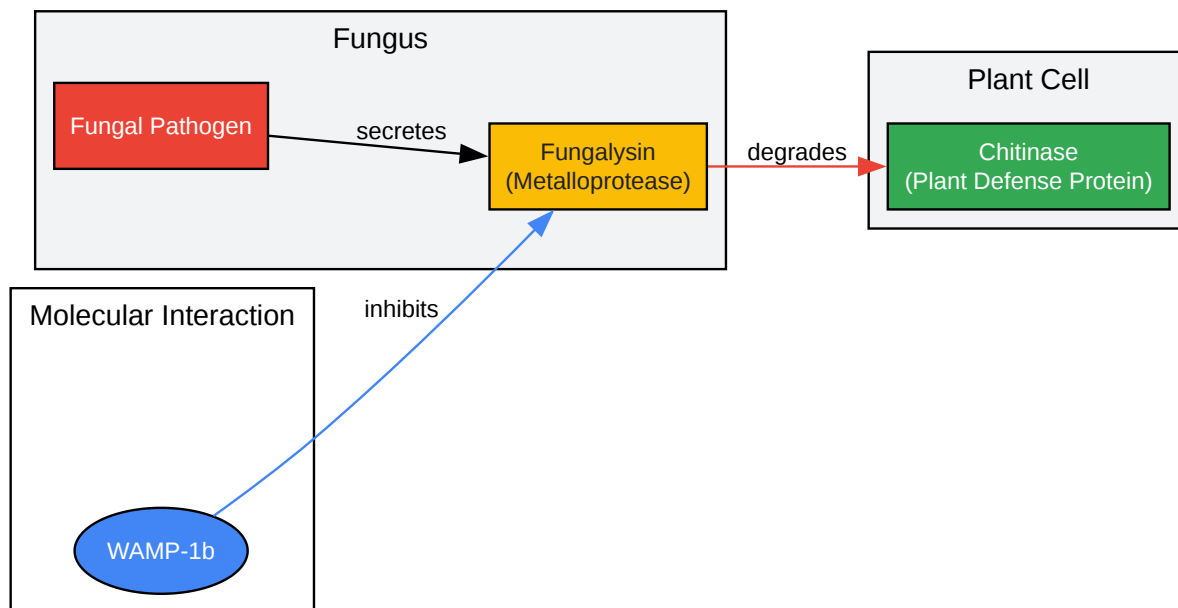 Fungus
Plant Cell
Fungal Pathogen
secretes
Fungalysin
(Metalloprotease)
degrades
Chitinase
(Plant Defense Protein)
Molecular Interaction
inhibits
WAMP-1b